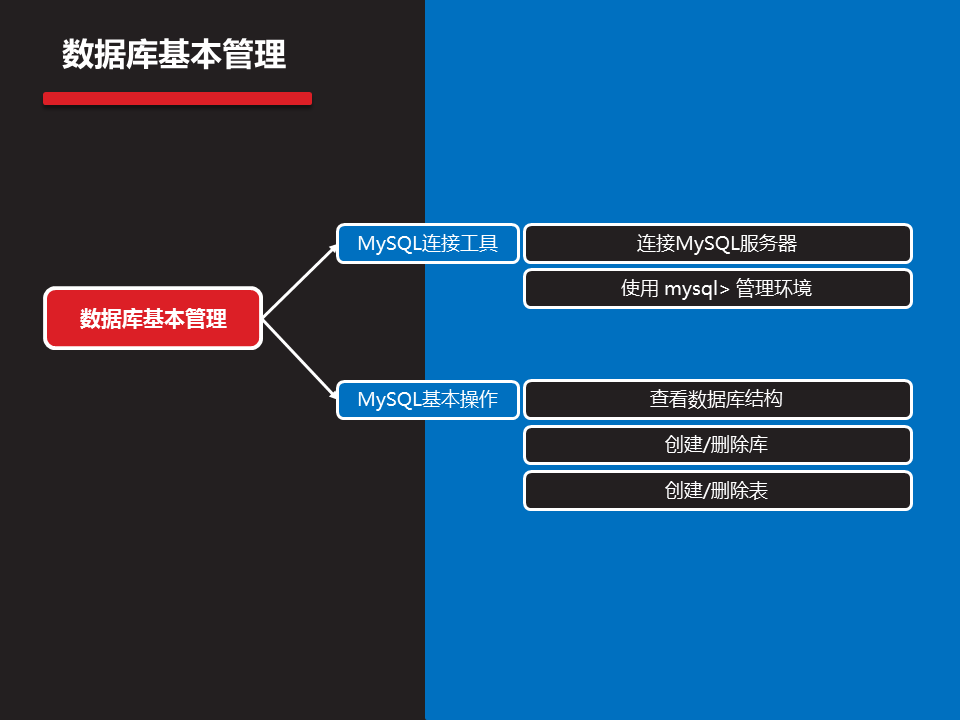 数据库基本管理
MySQL连接工具
连接MySQL服务器
使用 mysql> 管理环境
数据库基本管理
MySQL基本操作
查看数据库结构
创建/删除库
创建/删除表